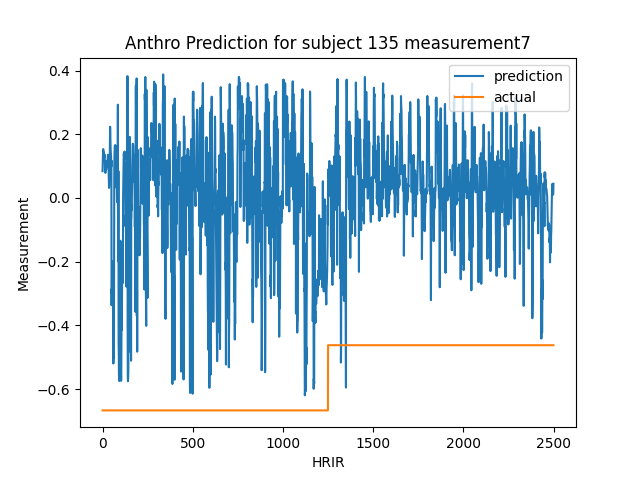 Anthro Prediction for subject 135 measurement7
prediction
actual
0.4
0.2
0.0
−0.2
−0.4
−0.6
Measurement
0
500
1000
1500
2000
2500
HRIR